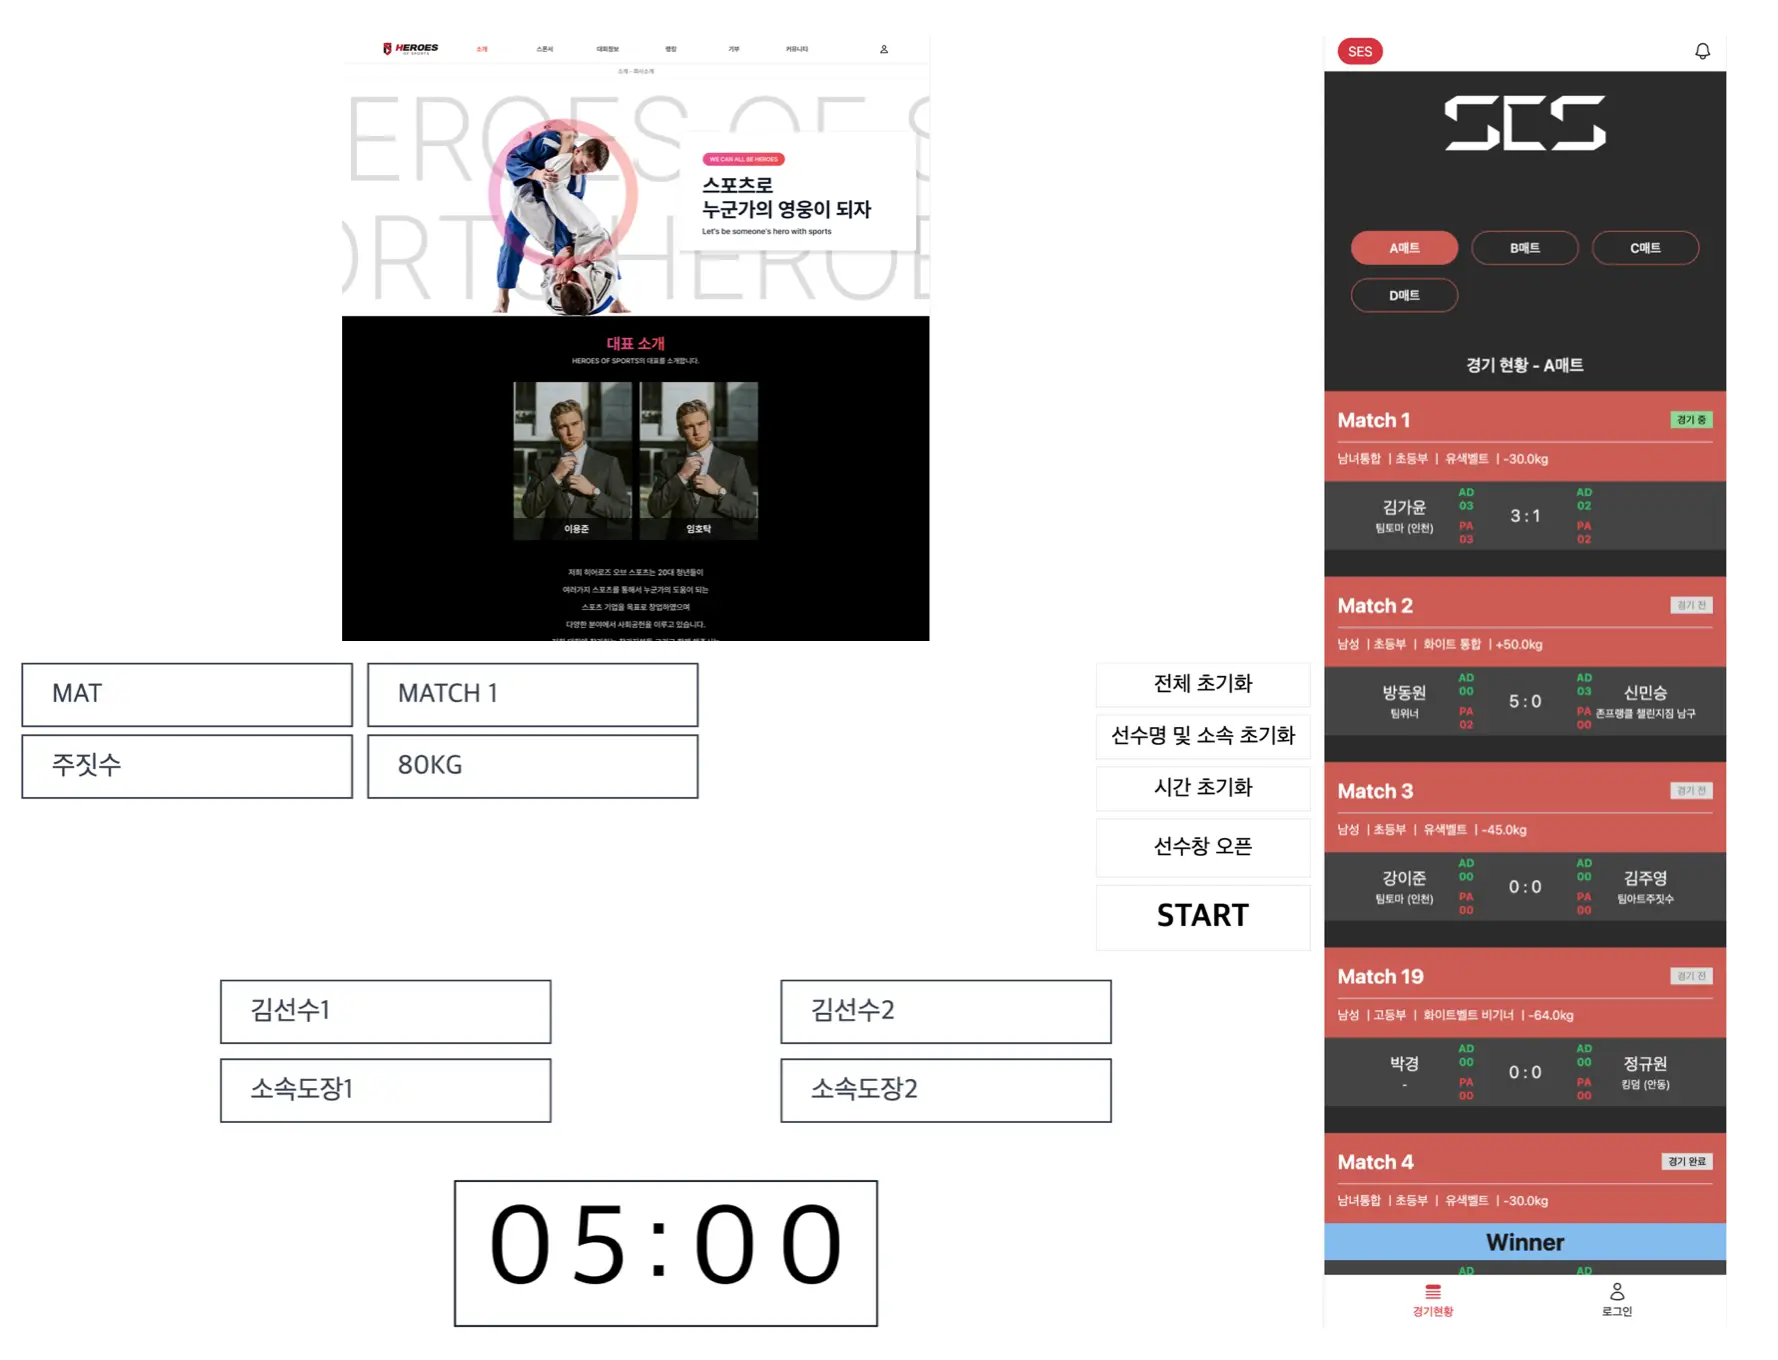 HEROES
OF SPORTS
소개
스폰서
대회정보
랭킹
기부
커뮤니티
소개 - 회사소개
EROES OF S
ORTS HEROE
WE CAN ALL BE HEROES
스포츠로
누군가의 영웅이 되자
Let's be someone's hero with sports
대표 소개
HEROES OF SPORTS의 대표를 소개합니다.
이용준
임호탁
저희 히어로즈 오브 스포츠는 20대 청년들이
여러가지 스포츠를 통해서 누군가의 도움이 되는
스포츠 기업을 목표로 창업하였으며
다양한 분야에서 사회공헌을 이루고 있습니다.
MAT
MATCH 1
주짓수
80KG
전체 초기화
선수명 및 소속 초기화
시간 초기화
선수창 오픈
START
김선수1
김선수2
소속도장1
소속도장2
05:00
SES
SES
A매트
B매트
C매트
D매트
경기 현황 - A매트
Match 1
경기 중
남녀통합 | 초등부 | 유색벨트 | -30.0kg
김가윤
팀토마 (인천)
AD
03
PA
03
3 : 1
AD
02
PA
02
Match 2
경기 전
남성 | 초등부 | 화이트 통합 | +50.0kg
방동원
팀위너
AD
00
PA
02
5 : 0
AD
03
PA
00
신민승
존프랭클 챌린지짐 남구
Match 3
경기 전
남성 | 초등부 | 유색벨트 | -45.0kg
강이준
팀토마 (인천)
AD
00
PA
00
0 : 0
AD
00
PA
00
김주영
팀아트주짓수
Match 19
경기 전
남성 | 고등부 | 화이트벨트 비기너 | -64.0kg
박경
-
AD
00
PA
00
0 : 0
AD
00
PA
00
정규원
킹덤 (안동)
Match 4
경기 완료
남녀통합 | 초등부 | 유색벨트 | -30.0kg
Winner
AD
AD
경기현황
로그인